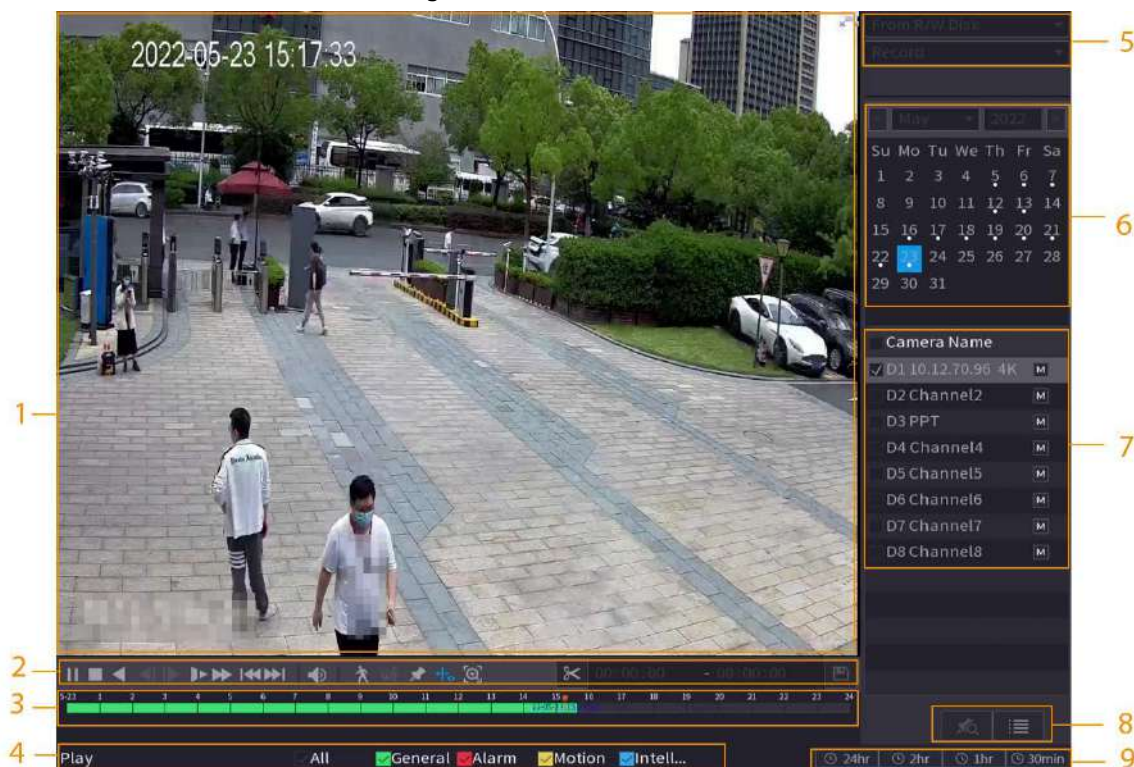 2022-05-23 15:17:33
From R/W Disk
Record
5
May 2022
Su Mo Tu We Th Fr Sa
1 2 3 4 5 6 7
8 9 10 11 12 13 14
15 16 17 18 19 20 21
22 23 24 25 26 27 28
29 30 31
6
Camera Name
D1 10.12.70.96 4K M
D2 Channel2 M
D3 PPT M
D4 Channel4 M
D5 Channel5 M
D6 Channel6 M
D7 Channel7 M
D8 Channel8 M
7
1
2
00:00:00 - 00:00:00
3
5-23 1 2 3 4 5 6 7 8 9 10 11 12 13 14 15 16 17 18 19 20 21 22 23 24
8
4
Play All General Alarm Motion Intell...
24hr 2hr 1hr 30min
9